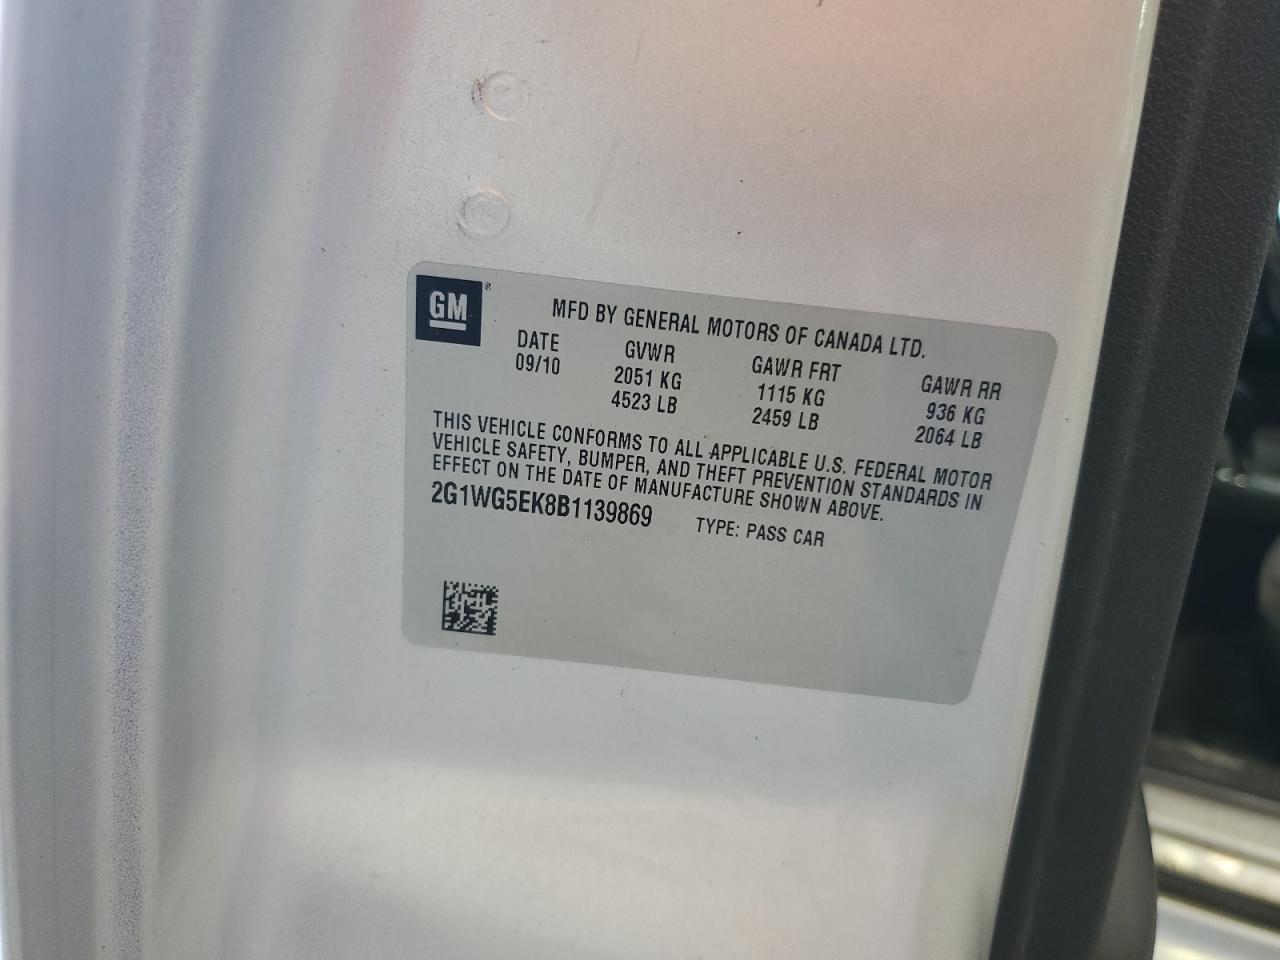 GM®
MFD BY GENERAL MOTORS OF CANADA LTD.
DATE GVWR GAWR FRT GAWR RR
09/10 2051 KG 1115 KG 936 KG
4523 LB 2459 LB 2064 LB
THIS VEHICLE CONFORMS TO ALL APPLICABLE U.S. FEDERAL MOTOR
VEHICLE SAFETY, BUMPER, AND THEFT PREVENTION STANDARDS IN
EFFECT ON THE DATE OF MANUFACTURE SHOWN ABOVE.
2G1WG5EK8B1139869 TYPE: PASS CAR